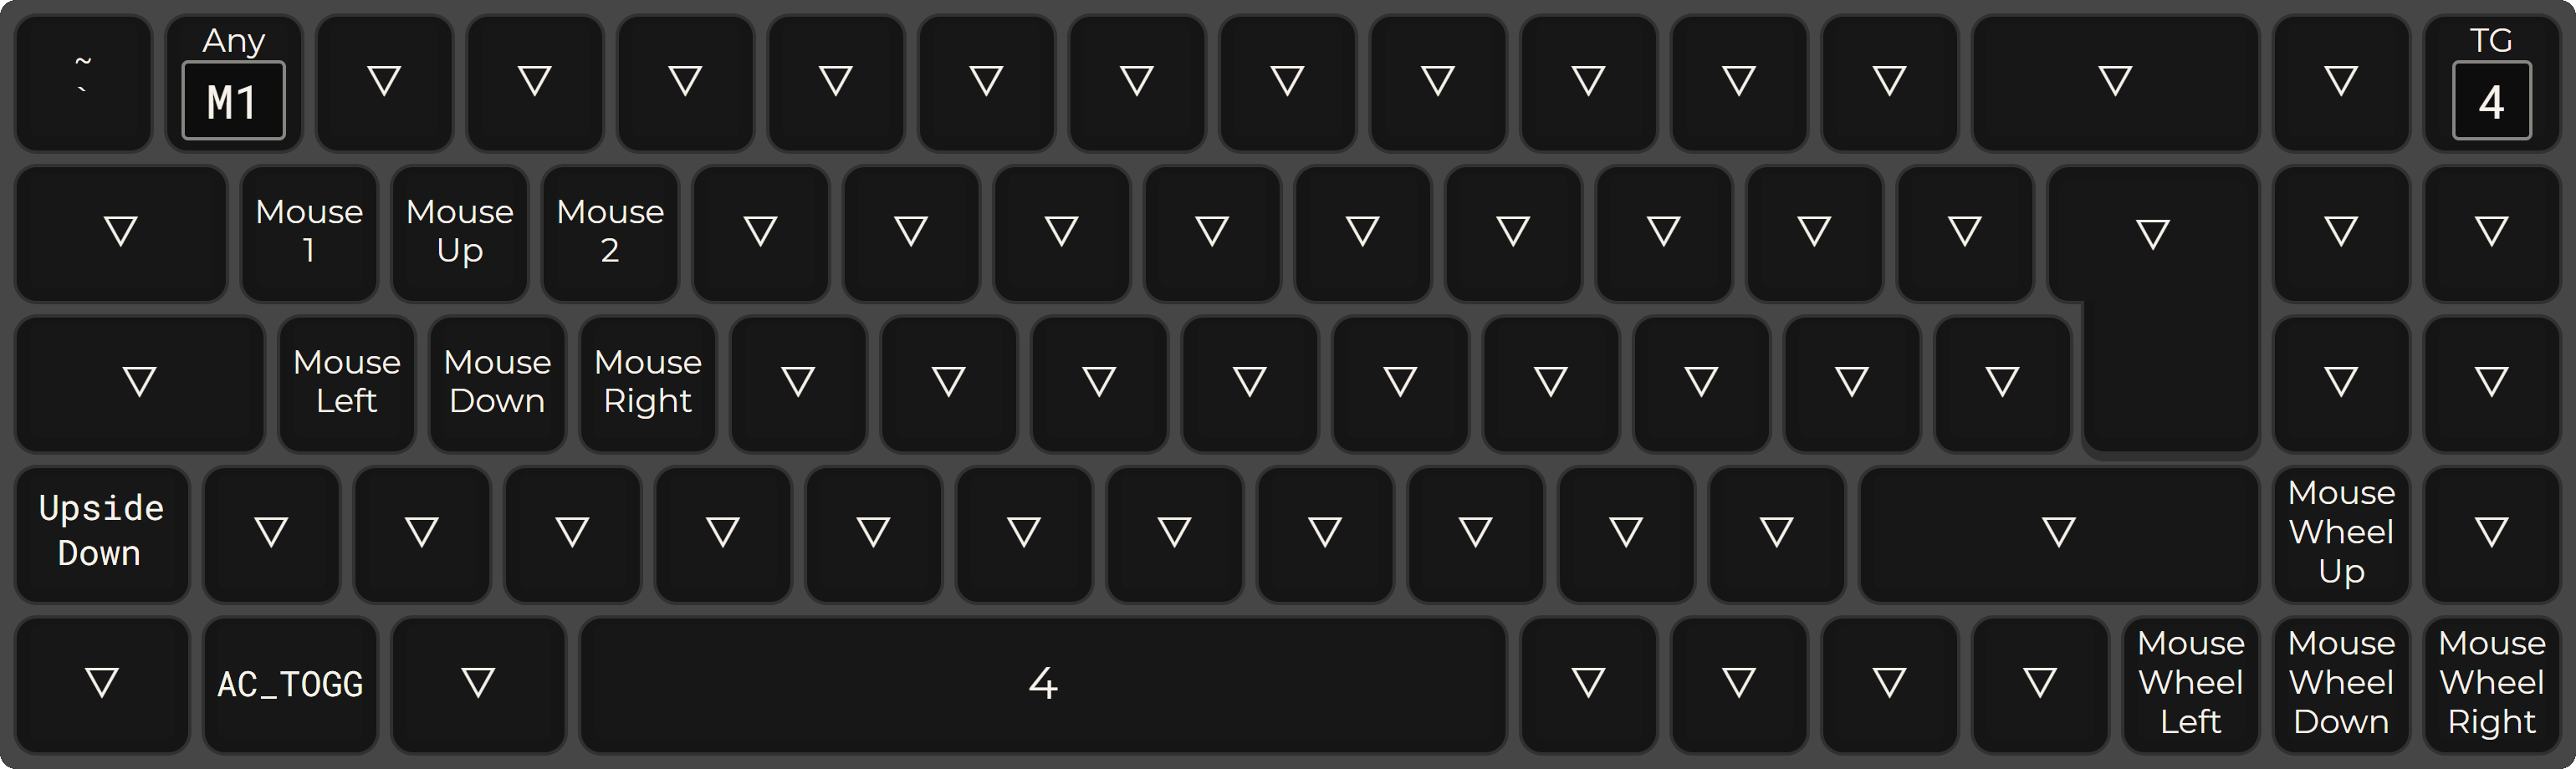 ~
`
Any
M1
▽ ▽ ▽ ▽ ▽ ▽ ▽ ▽ ▽ ▽ ▽ ▽ ▽
TG
4
▽
Mouse
1
Mouse
Up
Mouse
2
▽ ▽ ▽ ▽ ▽ ▽ ▽ ▽ ▽ ▽ ▽ ▽
▽
Mouse
Left
Mouse
Down
Mouse
Right
▽ ▽ ▽ ▽ ▽ ▽ ▽ ▽ ▽ ▽ ▽
Upside
Down
▽ ▽ ▽ ▽ ▽ ▽ ▽ ▽ ▽ ▽ ▽ ▽
Mouse
Wheel
Up
▽
▽
AC_TOGG
▽
4
▽ ▽ ▽ ▽
Mouse
Wheel
Left
Mouse
Wheel
Down
Mouse
Wheel
Right